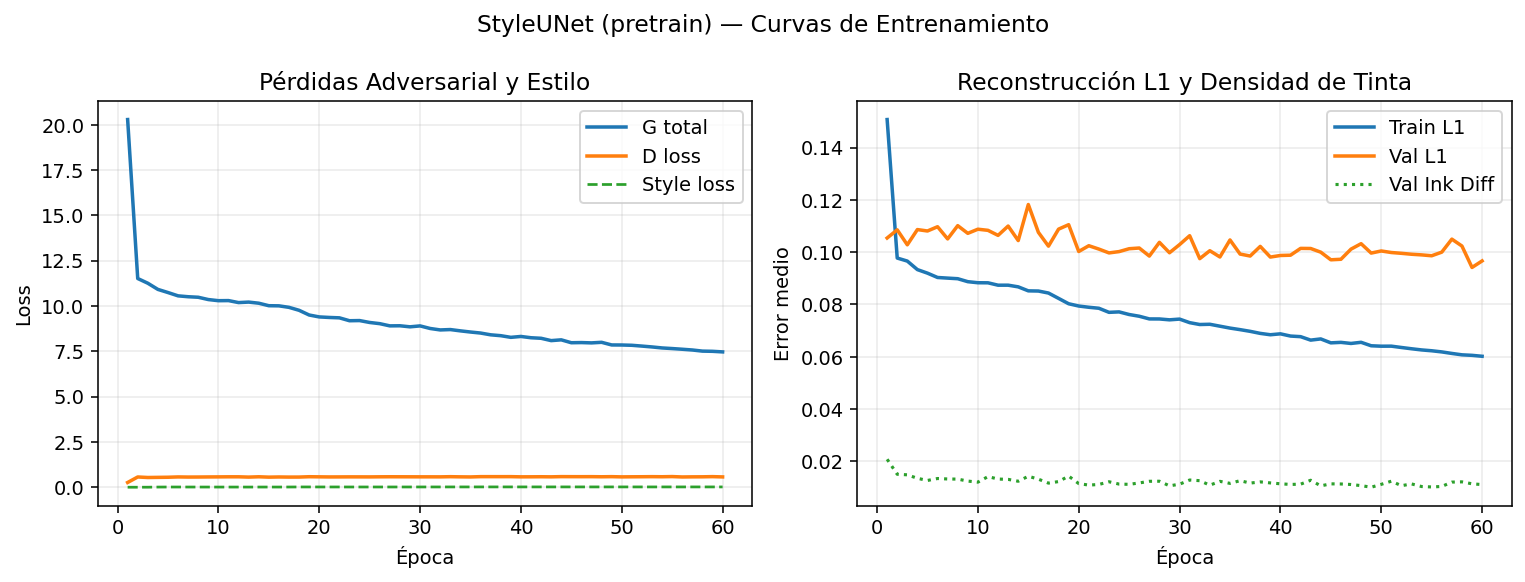 StyleUNet (pretrain) — Curvas de Entrenamiento
Pérdidas Adversarial y Estilo
G total
D loss
Style loss
Loss
20.0
17.5
15.0
12.5
10.0
7.5
5.0
2.5
0.0
0 10 20 30 40 50 60
Época
Reconstrucción L1 y Densidad de Tinta
Train L1
Val L1
Val Ink Diff
Error medio
0.14
0.12
0.10
0.08
0.06
0.04
0.02
0 10 20 30 40 50 60
Época